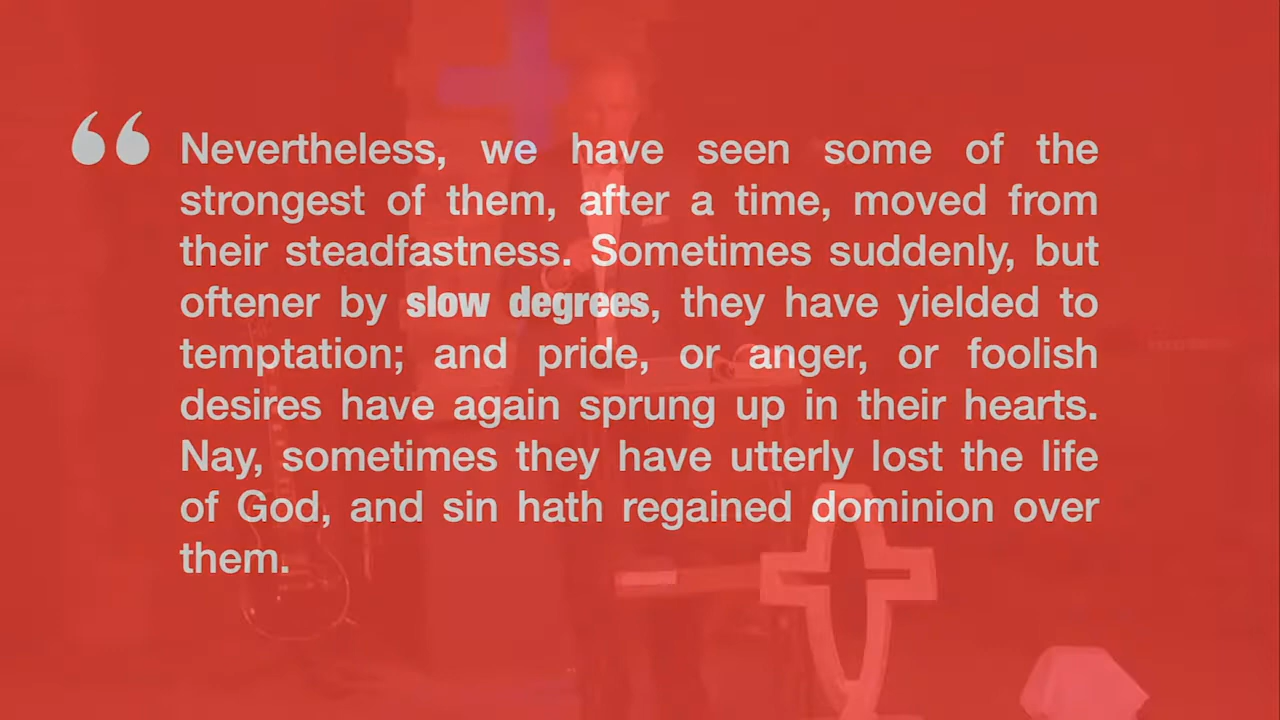 “ Nevertheless, we have seen some of the
strongest of them, after a time, moved from
their steadfastness. Sometimes suddenly, but
oftener by slow degrees, they have yielded to
temptation; and pride, or anger, or foolish
desires have again sprung up in their hearts.
Nay, sometimes they have utterly lost the life
of God, and sin hath regained dominion over
them.